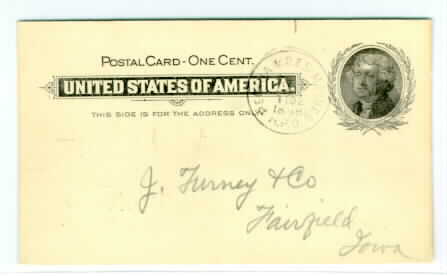 POSTAL CARD - ONE CENT.
UNITED STATES OF AMERICA.
THIS SIDE IS FOR THE ADDRESS ONLY.
J. Turney & Co
Fairfield
Iowa